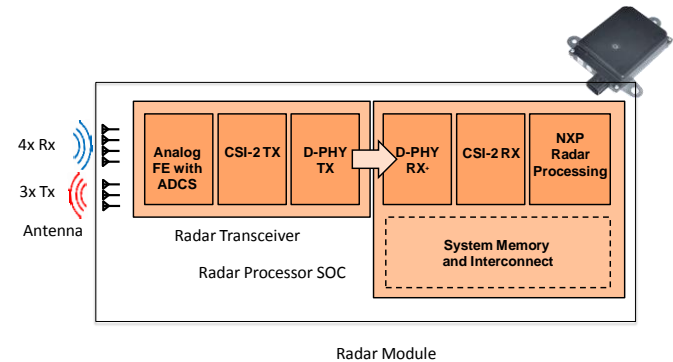 4x Rx
3x Tx
Antenna
Analog
FE with
ADCS
CSI-2 TX
D-PHY
TX
D-PHY
RX+
CSI-2 RX
NXP
Radar
Processing
System Memory
and Interconnect
Radar Transceiver
Radar Processor SOC
Radar Module